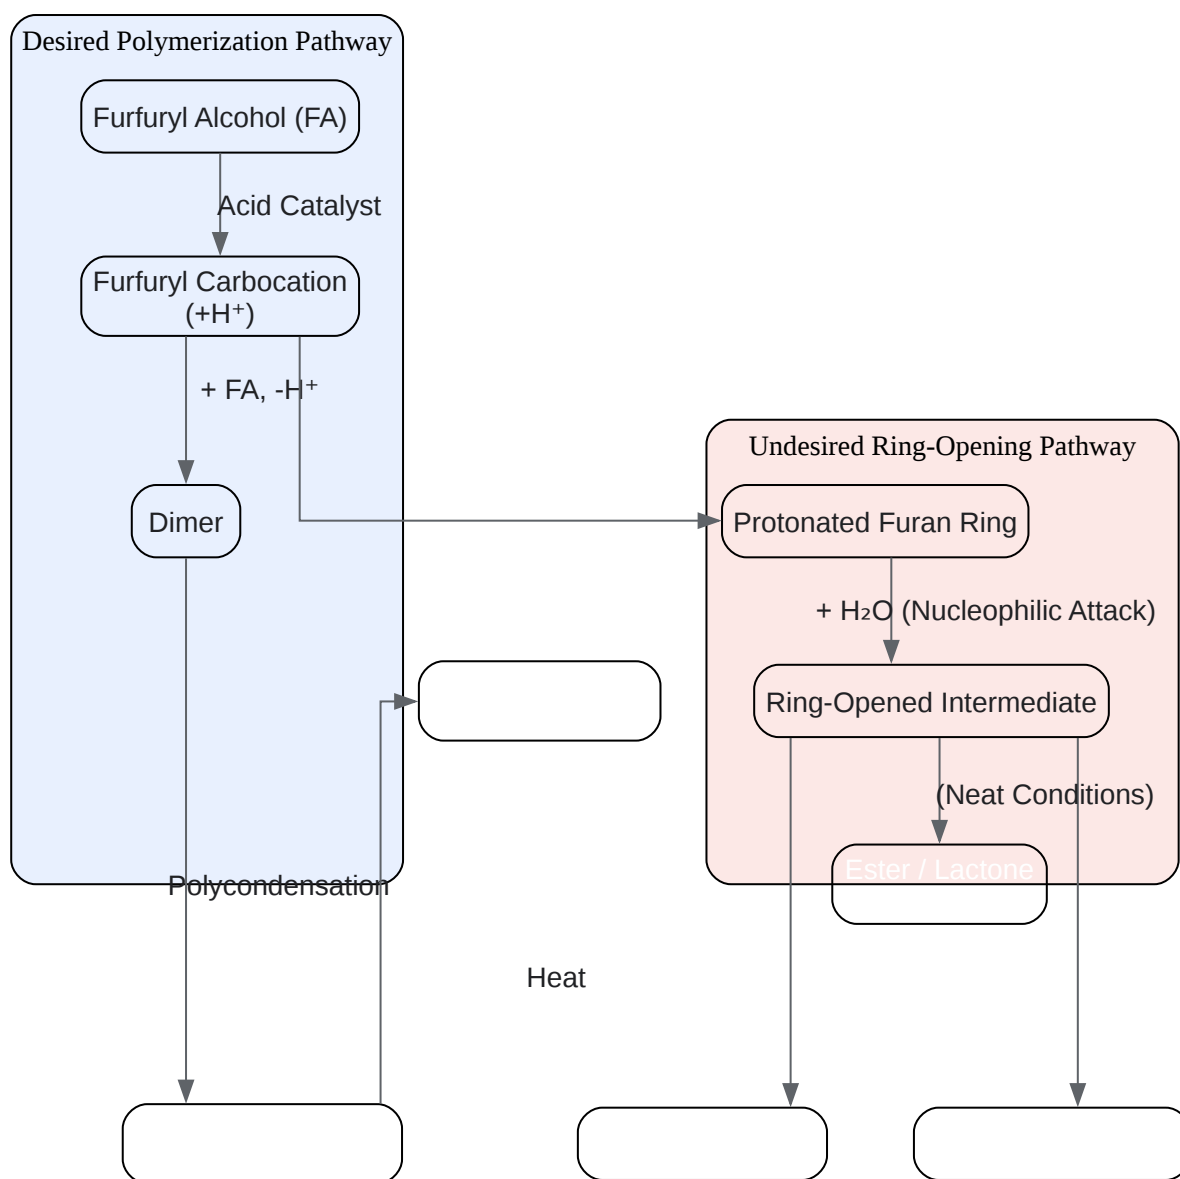 Desired Polymerization Pathway
Furfuryl Alcohol (FA)
Acid Catalyst
Furfuryl Carbocation
(+H⁺)
+ FA, -H⁺
Dimer
Polycondensation
Heat
Undesired Ring-Opening Pathway
Protonated Furan Ring
+ H₂O (Nucleophilic Attack)
Ring-Opened Intermediate
(Neat Conditions)
Ester / Lactone